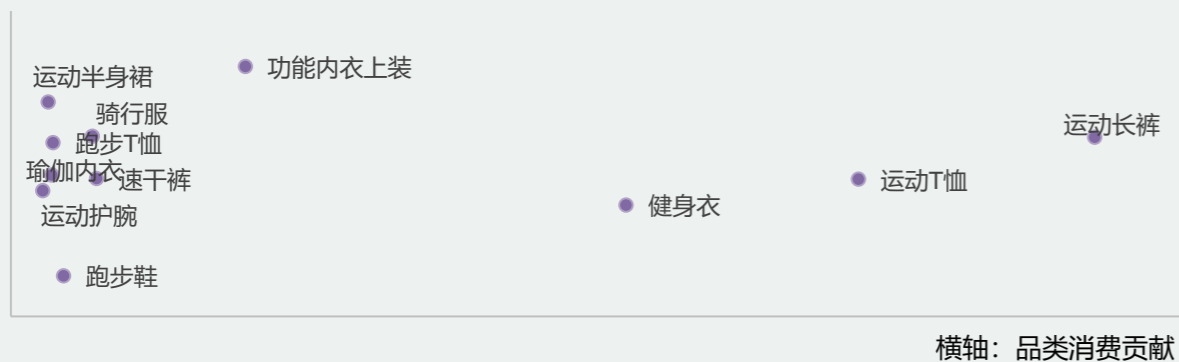 功能内衣上装
运动半身裙
骑行服
运动长裤
跑步T恤
瑜伽内衣
速干裤
运动T恤
健身衣
运动护腕
跑步鞋
横轴：品类消费贡献